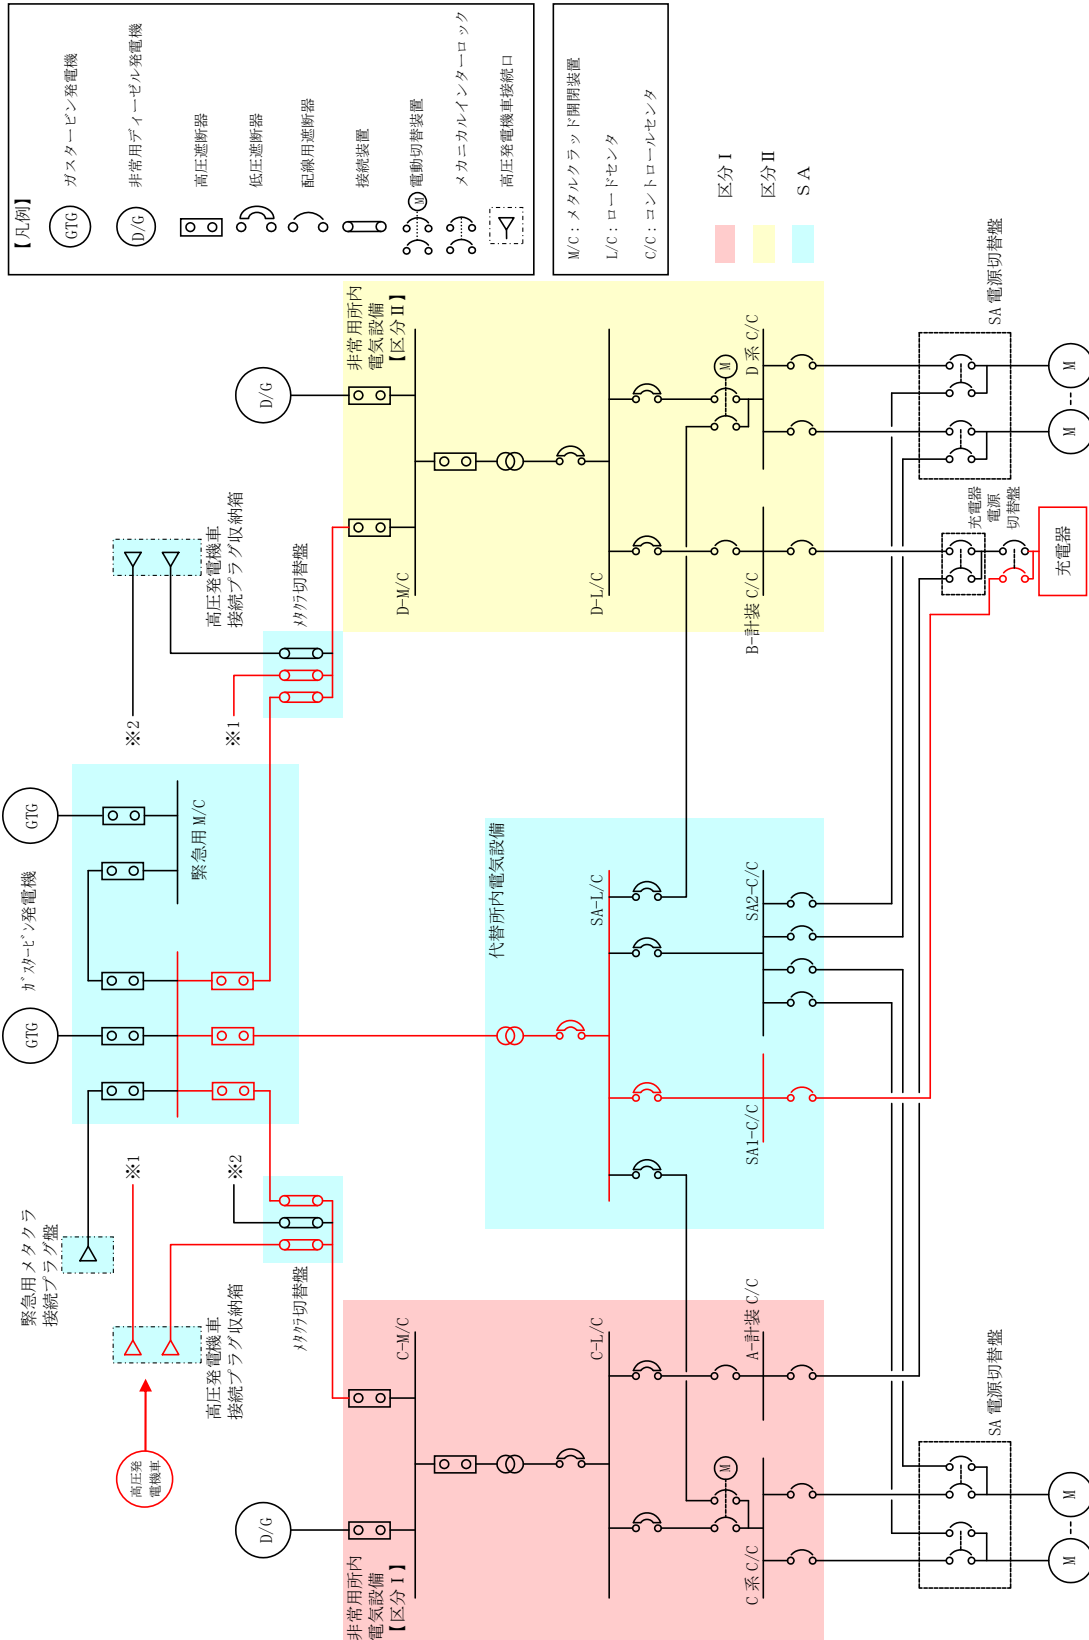 【凡例】
GTG
ガスタービン発電機
D/G
非常用ディーゼル発電機
高圧遮断器
低圧遮断器
配線用遮断器
接続装置
M
電動切替装置
メカニカルインターロック
高圧発電機車接続口
M/C：メタルクラッド開閉装置
L/C：ロードセンタ
C/C：コントロールセンタ
区分Ⅰ
区分Ⅱ
ＳＡ
緊急用メタクラ
接続プラグ盤
GTG
ｶﾞｽﾀｰﾋﾞﾝ発電機
GTG
緊急用 M/C
高圧発
電機車
※1
※2
高圧発電機車
接続プラグ収納箱
ﾒﾀｸﾗ切替盤
※2
※1
高圧発電機車
接続プラグ収納箱
ﾒﾀｸﾗ切替盤
D/G
非常用所内
電気設備
【区分Ⅰ】
C-M/C
C-L/C
M
C 系 C/C
A-計装 C/C
代替所内電気設備
SA-L/C
SA1-C/C
SA2-C/C
D/G
非常用所内
電気設備
【区分Ⅱ】
D-M/C
D-L/C
M
B-計装 C/C
D 系 C/C
SA 電源切替盤
M
M
充電器
電源
切替盤
充電器
SA 電源切替盤
M
M